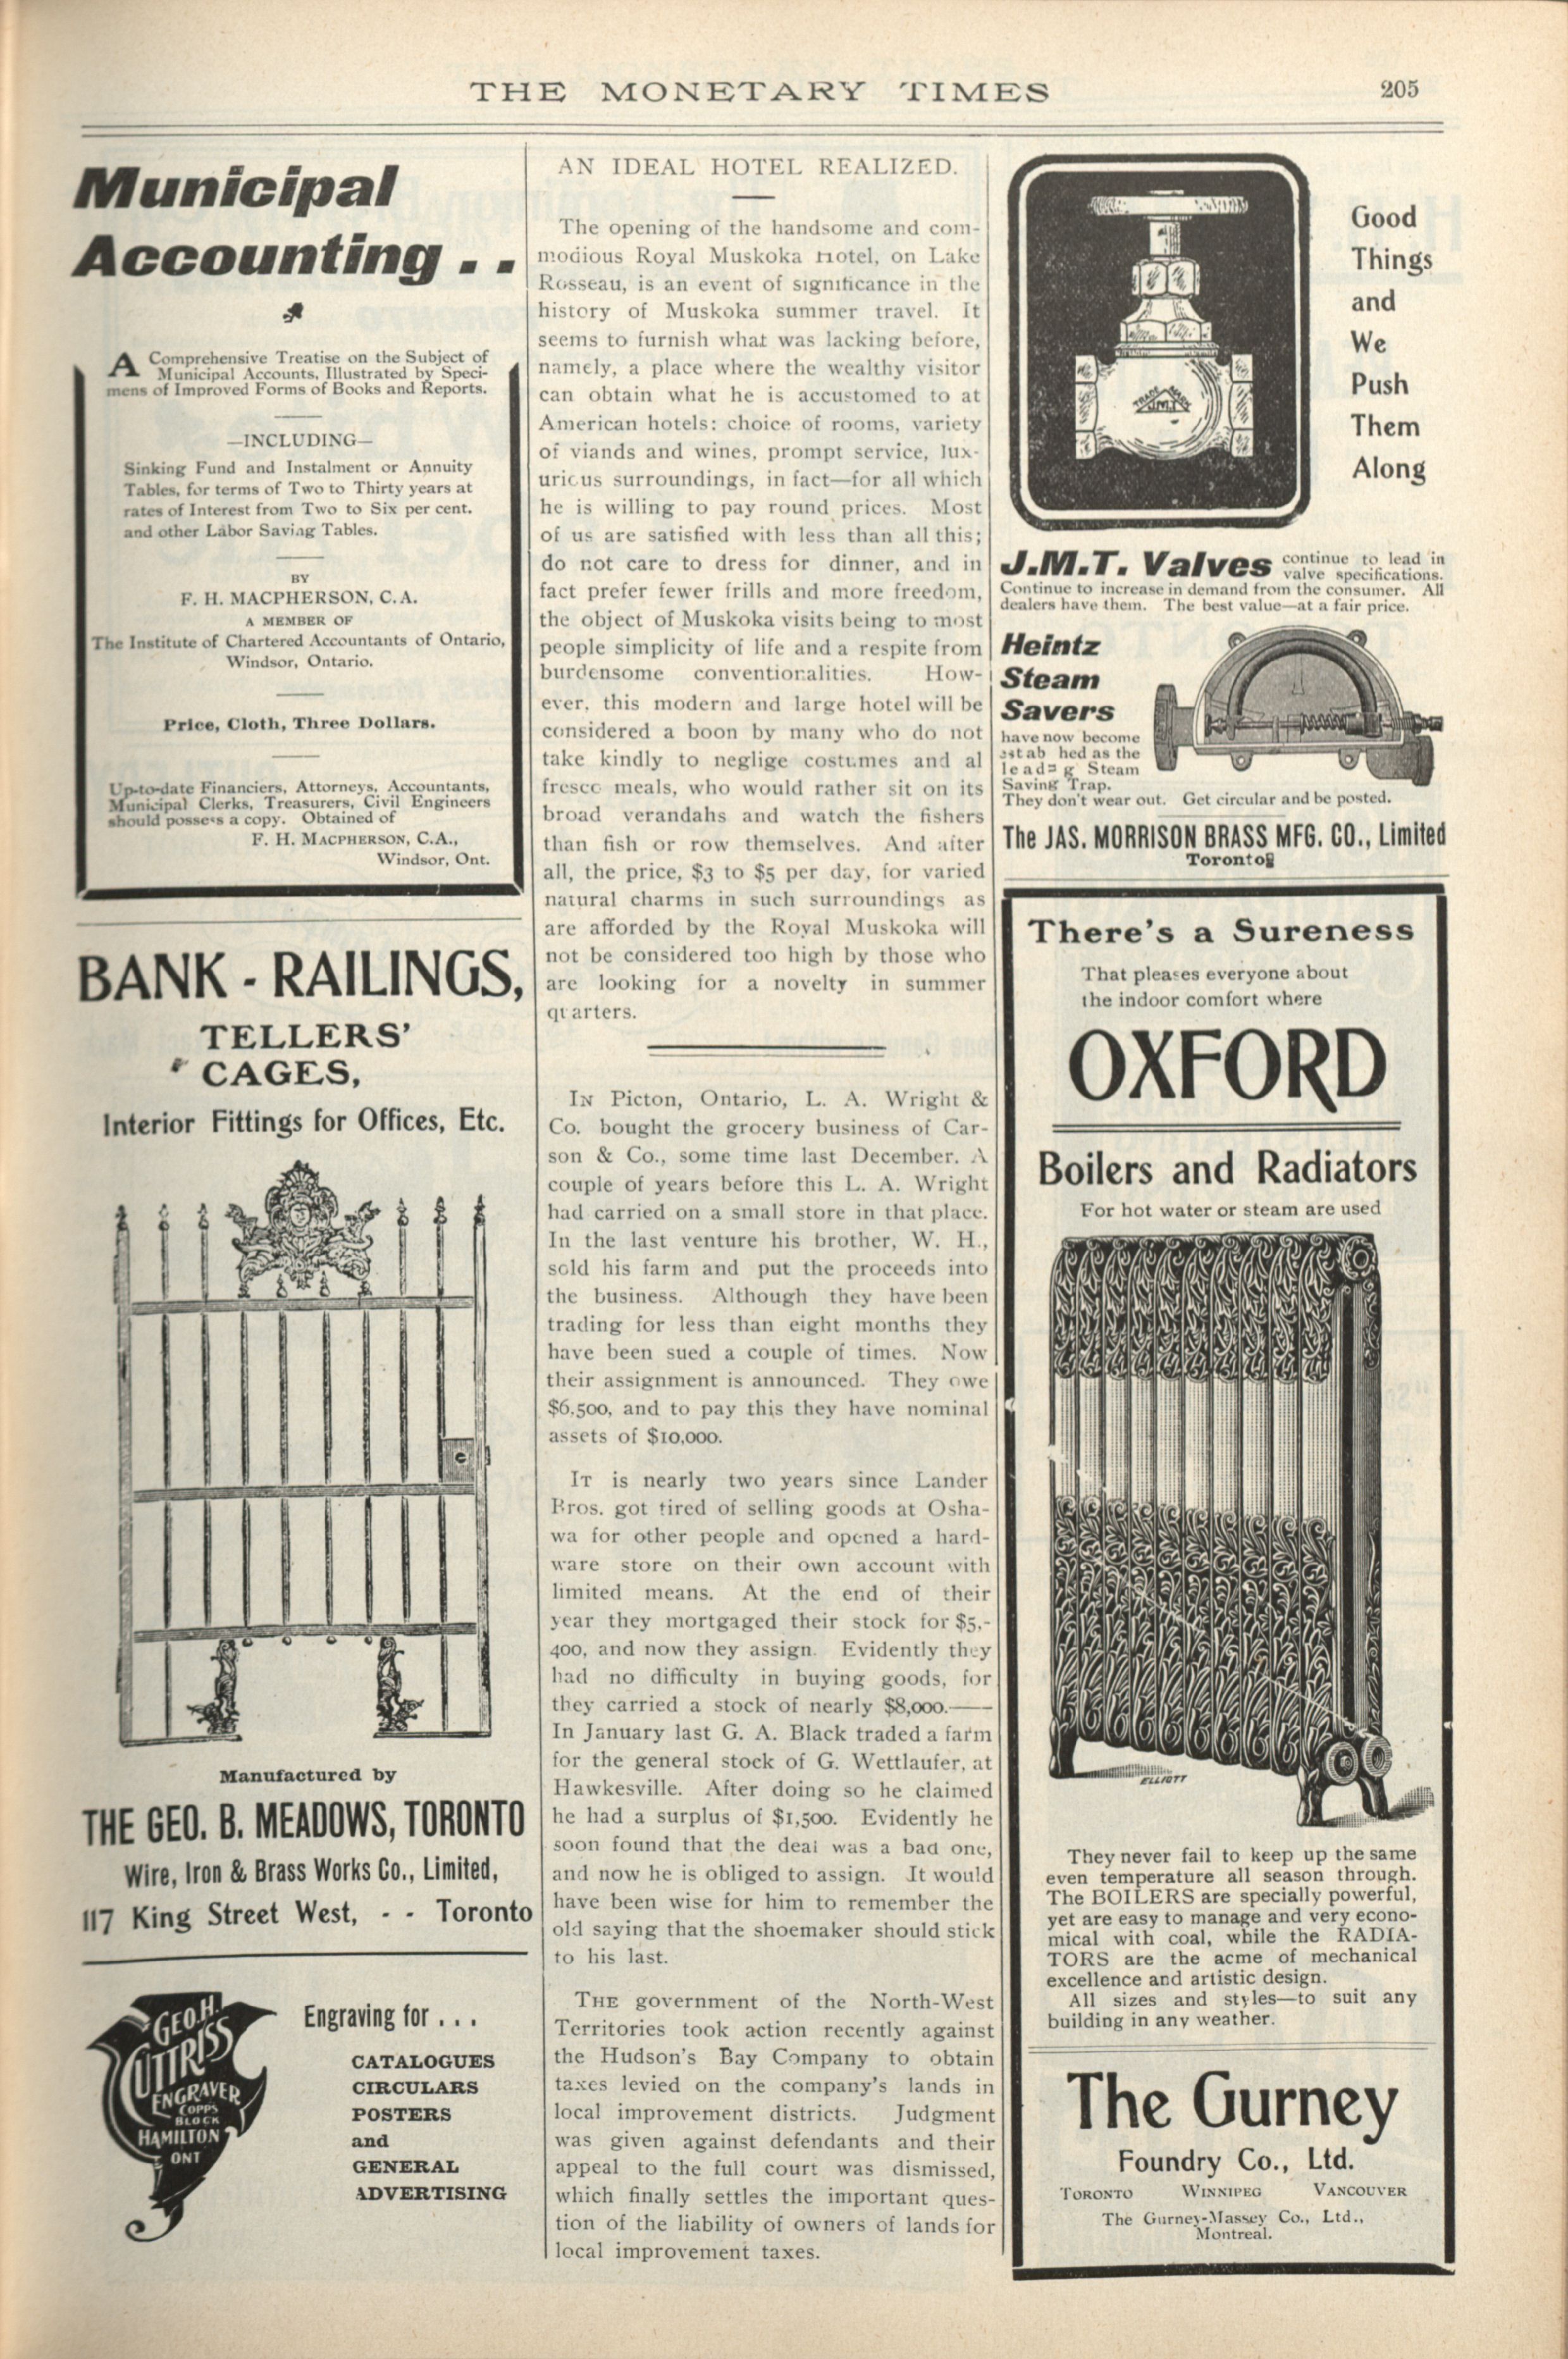 THE MONETARY TIMES
205
Municipal
Accounting . .
A Comprehensive Treatise on the Subject of
Municipal Accounts, Illustrated by Speci-
mens of Improved Forms of Books and Reports.
—INCLUDING—
Sinking Fund and Instalment or Annuity
Tables, for terms of Two to Thirty years at
rates of Interest from Two to Six per cent.
and other Labor Saving Tables.
BY
F. H. MACPHERSON, C.A.
A MEMBER OF
The Institute of Chartered Accountants of Ontario,
Windsor, Ontario.
Price, Cloth, Three Dollars.
Up-to-date Financiers, Attorneys, Accountants,
Municipal Clerks, Treasurers, Civil Engineers
should possess a copy. Obtained of
F. H. MACPHERSON, C.A.,
Windsor, Ont.
BANK - RAILINGS,
TELLERS'
CAGES,
Interior Fittings for Offices, Etc.
Manufactured by
THE GEO. B. MEADOWS, TORONTO
Wire, Iron & Brass Works Co., Limited,
117 King Street West, - - Toronto
GEO. H.
COTTRISS
ENGRAVER
COPPS
BLOCK
HAMILTON
ONT
Engraving for . . .
CATALOGUES
CIRCULARS
POSTERS
and
GENERAL
ADVERTISING
AN IDEAL HOTEL REALIZED.
The opening of the handsome and com-
modious Royal Muskoka Hotel, on Lake
Rosseau, is an event of significance in the
history of Muskoka summer travel. It
seems to furnish what was lacking before,
namely, a place where the wealthy visitor
can obtain what he is accustomed to at
American hotels: choice of rooms, variety
of viands and wines, prompt service, lux-
uricus surroundings, in fact—for all which
he is willing to pay round prices. Most
of us are satisfied with less than all this;
do not care to dress for dinner, and in
fact prefer fewer frills and more freedom,
the object of Muskoka visits being to most
people simplicity of life and a respite from
burdensome conventionalities. How-
ever, this modern and large hotel will be
considered a boon by many who do not
take kindly to neglige costumes and al
fresco meals, who would rather sit on its
broad verandahs and watch the fishers
than fish or row themselves. And after
all, the price, $3 to $5 per day, for varied
natural charms in such surroundings as
are afforded by the Royal Muskoka will
not be considered too high by those who
are looking for a novelty in summer
quarters.
IN Picton, Ontario, L. A. Wright &
Co. bought the grocery business of Car-
son & Co., some time last December. A
couple of years before this L. A. Wright
had carried on a small store in that place.
In the last venture his brother, W. H.,
sold his farm and put the proceeds into
the business. Although they have been
trading for less than eight months they
have been sued a couple of times. Now
their assignment is announced. They owe
$6,500, and to pay this they have nominal
assets of $10,000.
IT is nearly two years since Lander
Bros. got tired of selling goods at Osha-
wa for other people and opened a hard-
ware store on their own account with
limited means. At the end of their
year they mortgaged their stock for $5,-
400, and now they assign. Evidently they
had no difficulty in buying goods, for
they carried a stock of nearly $8,000.——
In January last G. A. Black traded a farm
for the general stock of G. Wettlaufer, at
Hawkesville. After doing so he claimed
he had a surplus of $1,500. Evidently he
soon found that the deal was a bad one,
and now he is obliged to assign. It would
have been wise for him to remember the
old saying that the shoemaker should stick
to his last.
THE government of the North-West
Territories took action recently against
the Hudson's Bay Company to obtain
taxes levied on the company's lands in
local improvement districts. Judgment
was given against defendants and their
appeal to the full court was dismissed,
which finally settles the important ques-
tion of the liability of owners of lands for
local improvement taxes.
TRADE MARK
J.M.T.
Good
Things
and
We
Push
Them
Along
J.M.T. Valves continue to lead in
valve specifications.
Continue to increase in demand from the consumer. All
dealers have them. The best value—at a fair price.
Heintz
Steam
Savers
have now become
as the
Steam
Saving Trap.
They don't wear out. Get circular and be posted.
The JAS. MORRISON BRASS MFG. CO., Limited
Toronto
There's a Sureness
That pleases everyone about
the indoor comfort where
OXFORD
Boilers and Radiators
For hot water or steam are used
ELLIOTT
They never fail to keep up the same
even temperature all season through.
The BOILERS are specially powerful,
yet are easy to manage and very econo-
mical with coal, while the RADIA-
TORS are the acme of mechanical
excellence and artistic design.
All sizes and styles—to suit any
building in any weather.
The Gurney
Foundry Co., Ltd.
TORONTO WINNIPEG VANCOUVER
The Gurney-Massey Co., Ltd.,
Montreal.